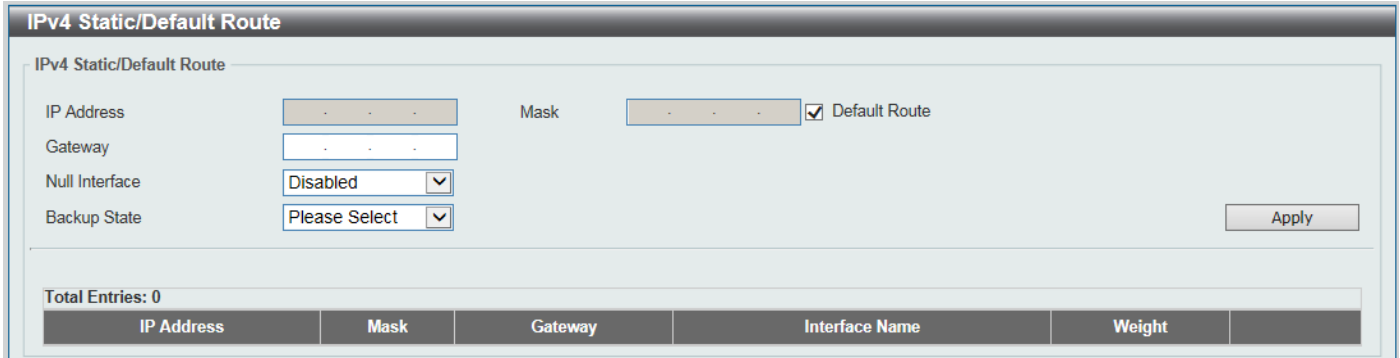 IPv4 Static/Default Route
IPv4 Static/Default Route
IP Address . . . Mask . . . Default Route
Gateway . . .
Null Interface Disabled
Backup State Please Select Apply
Total Entries: 0
IP Address Mask Gateway Interface Name Weight